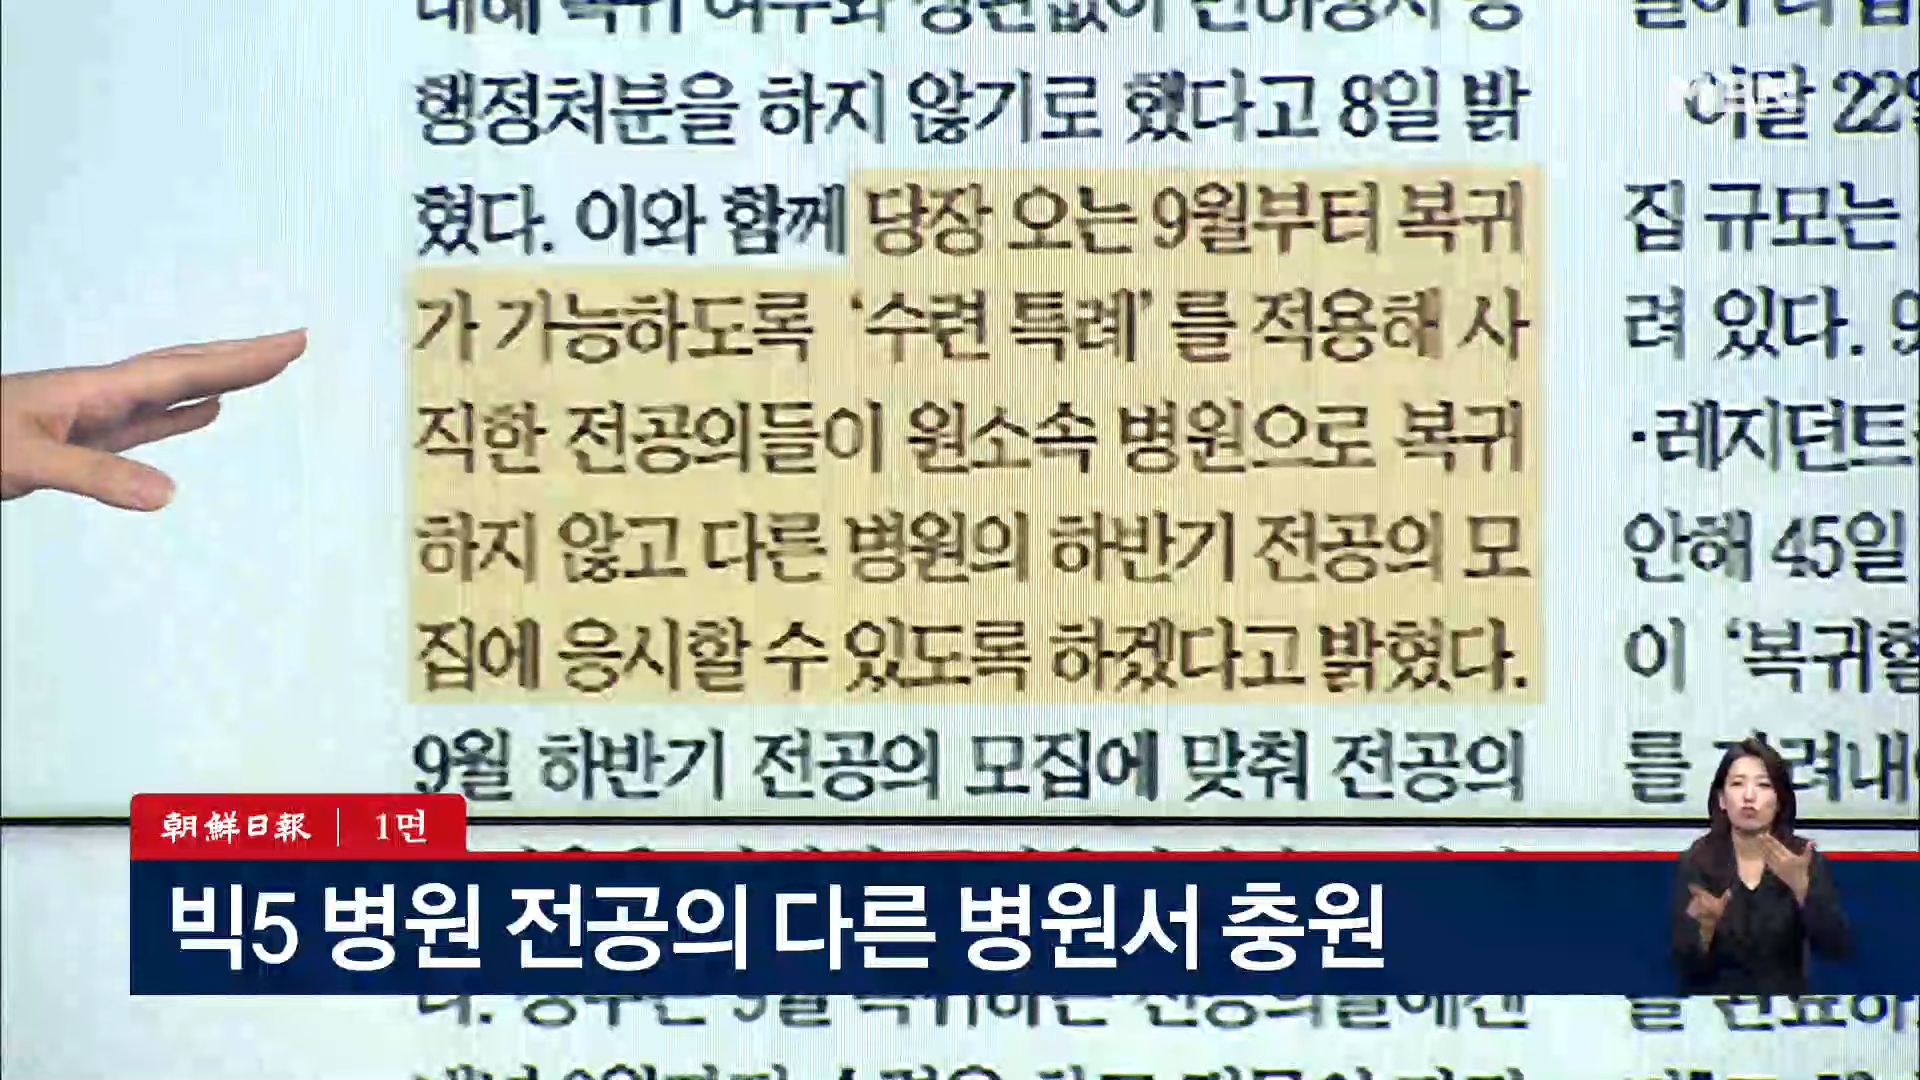 행정처분을 하지 않기로 했다고 8일 밝
혔다. 이와 함께 당장 오는 9월부터 복귀
가 가능하도록 ‘수련 특례’를 적용해 사
직한 전공의들이 원소속 병원으로 복귀
하지 않고 다른 병원의 하반기 전공의 모
집에 응시할 수 있도록 하겠다고 밝혔다.
9월 하반기 전공의 모집에 맞춰 전공의
이달 22
집 규모는
려 있다. 9
·레지던트
안해 45일
이 ‘복귀
를
朝鮮日報 | 1면
빅5 병원 전공의 다른 병원서 충원